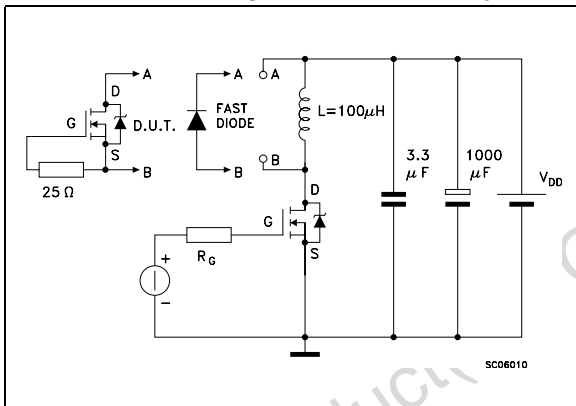 A
D
G
D.U.T.
S
B
25 Ω
A
FAST
DIODE
B
A
L=100μH
B
D
G
S
RG
+
-
3.3
μF
1000
μF
VDD
SC06010